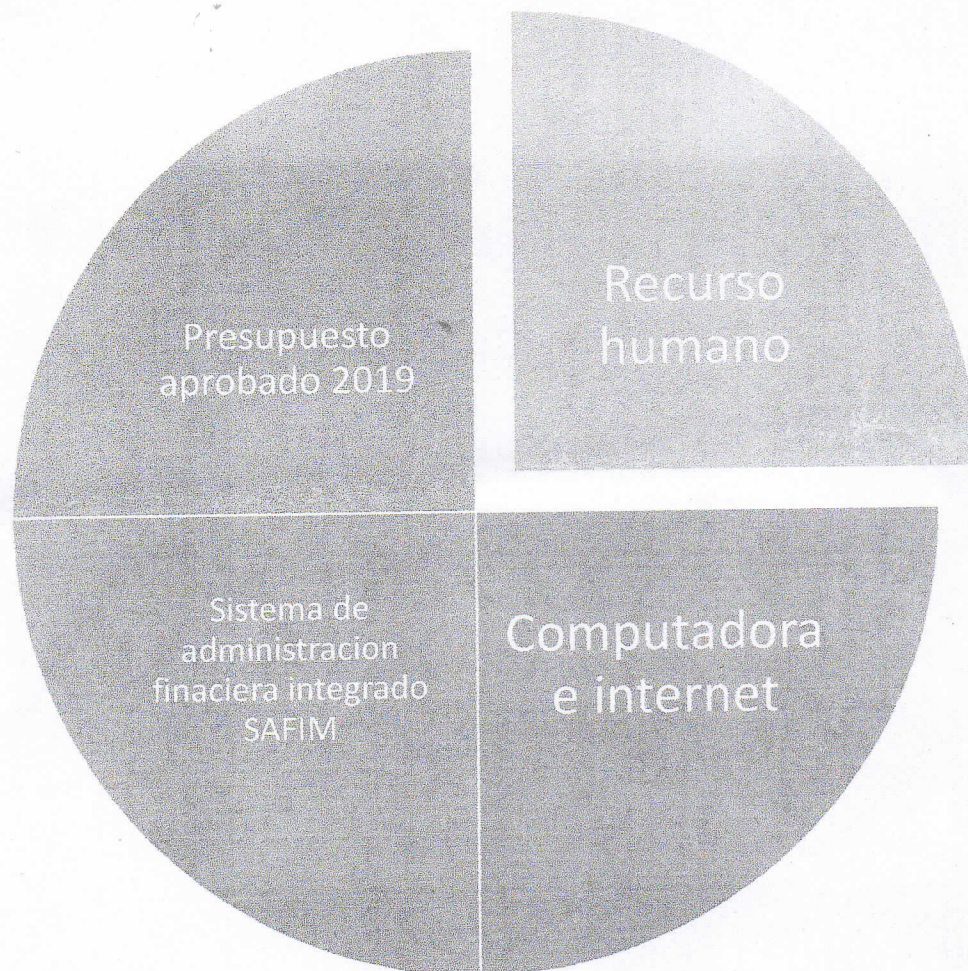 Recurso
humano
Presupuesto
aprobado 2019
Sistema de
administracion
finaciera integrado
SAFIM
Computadora
e internet